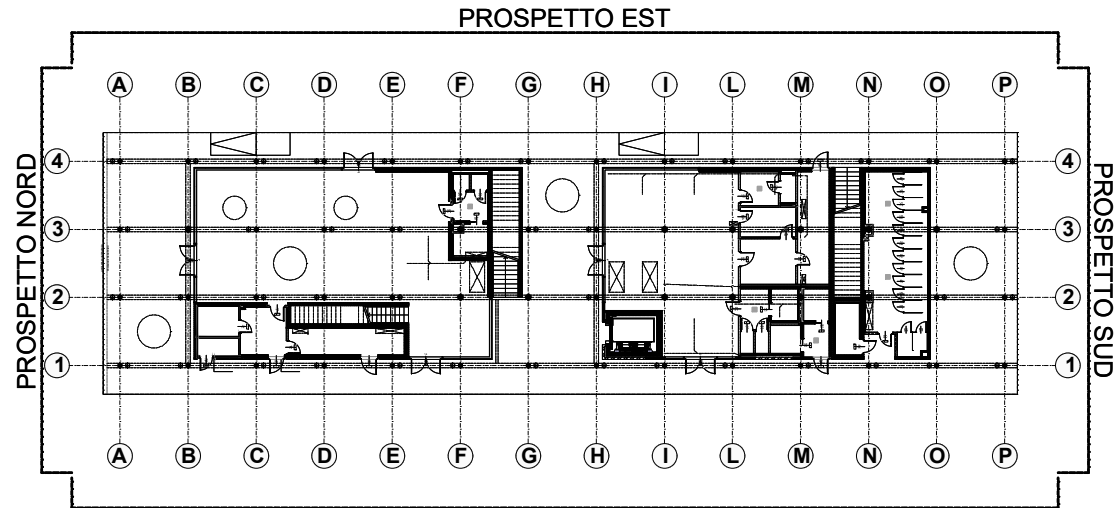 PROSPETTO EST
A B C D E F G H I L M N O P
PROSPETTO NORD
4 4
3 3
2 2
1 1
PROSPETTO SUD
A B C D E F G H I L M N O P